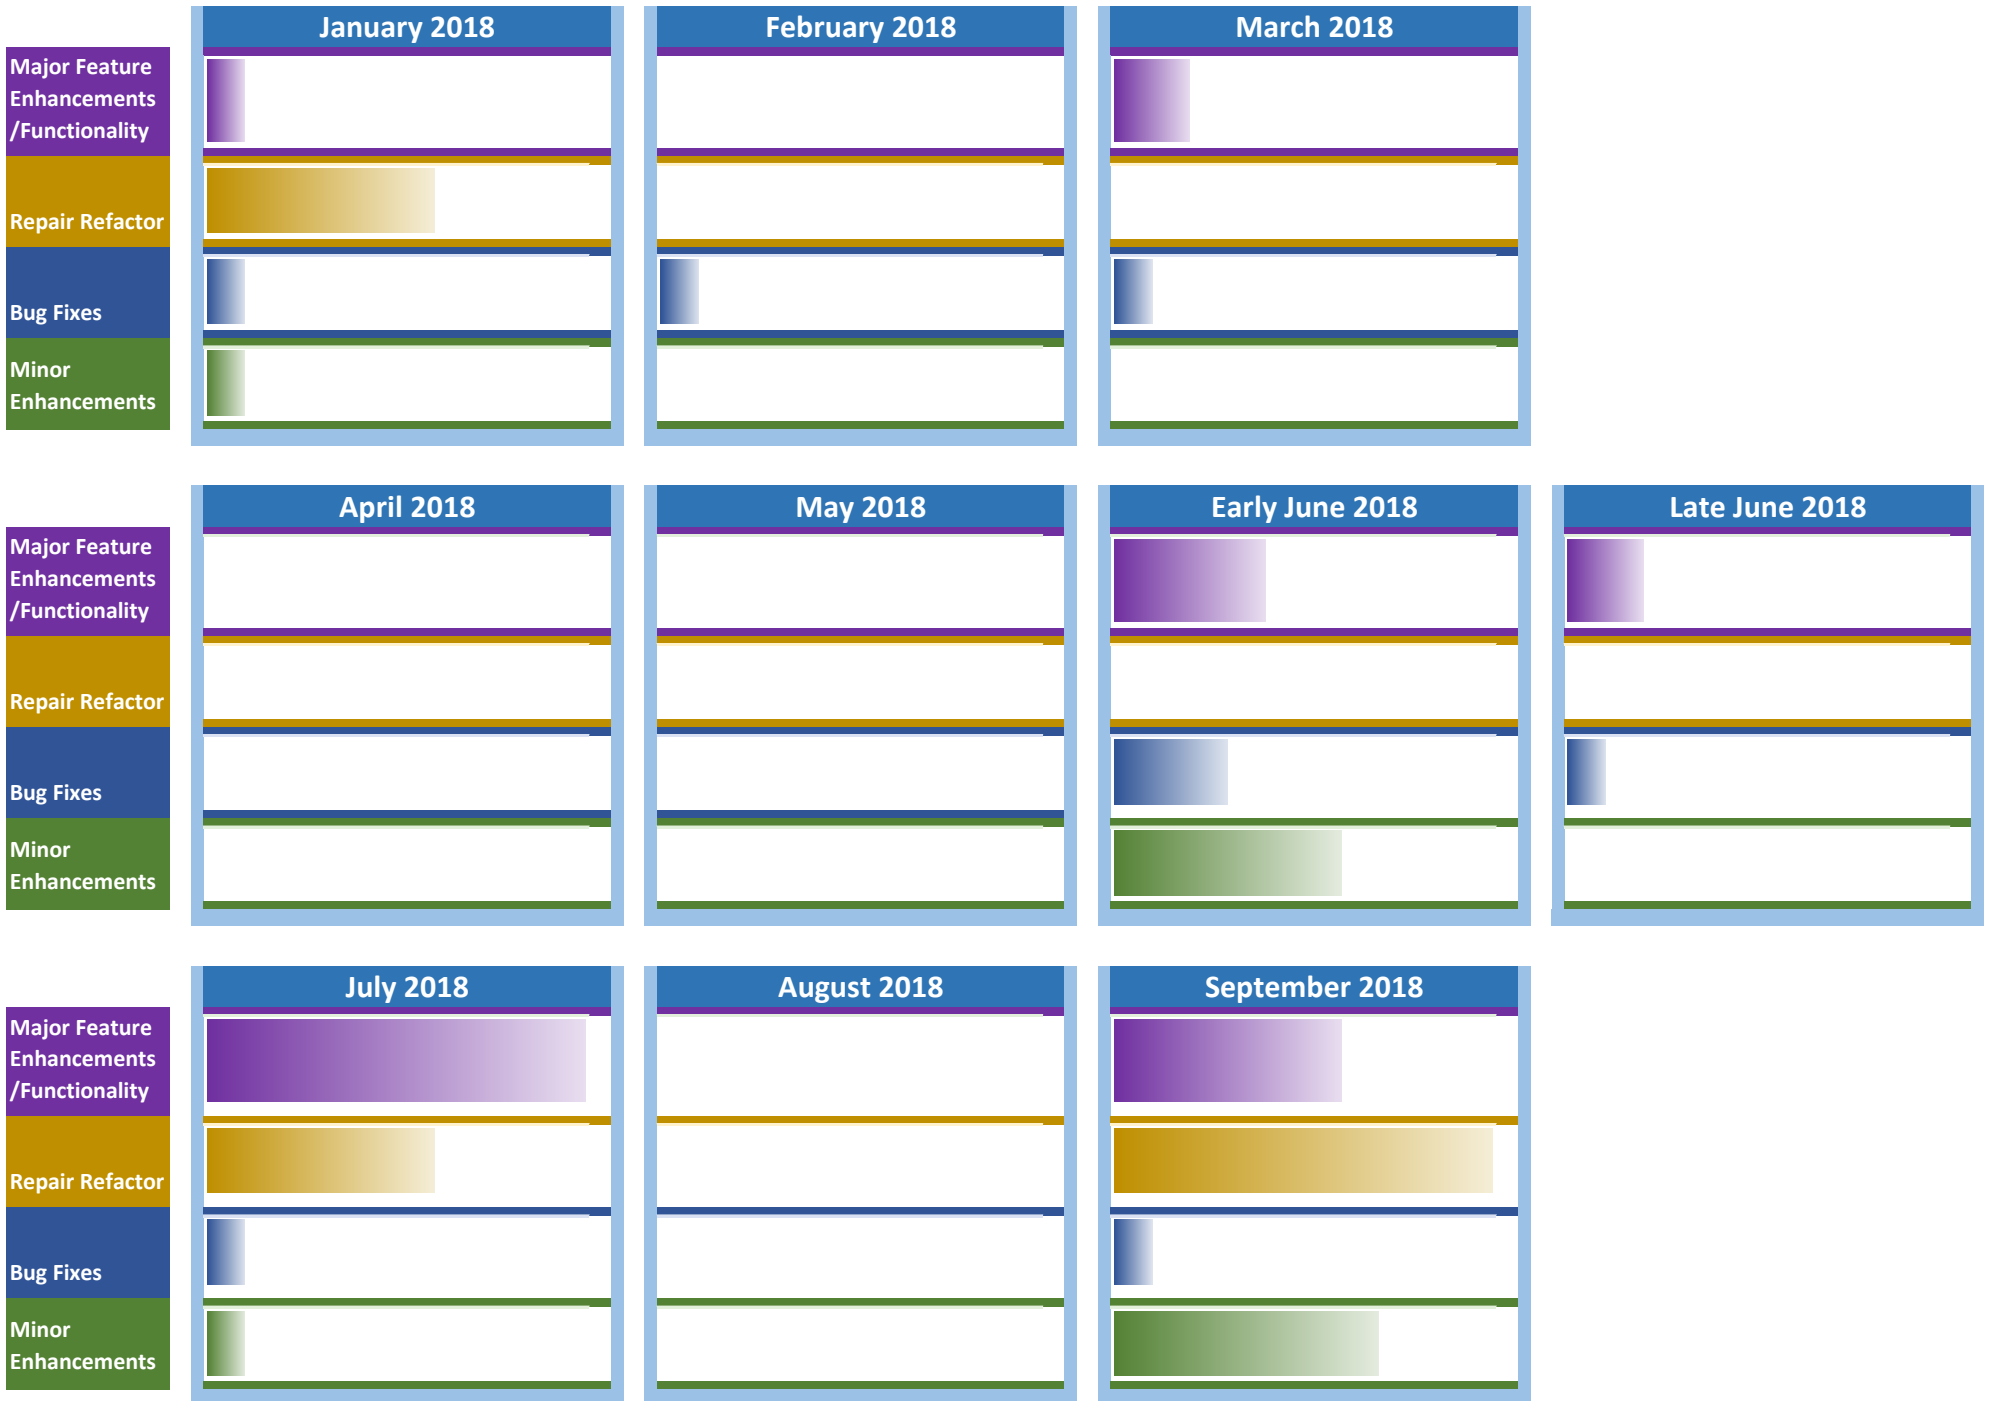 January 2018
February 2018
March 2018
Major Feature
Enhancements
/Functionality
Repair Refactor
Bug Fixes
Minor
Enhancements
April 2018
May 2018
Early June 2018
Late June 2018
Major Feature
Enhancements
/Functionality
Repair Refactor
Bug Fixes
Minor
Enhancements
July 2018
August 2018
September 2018
Major Feature
Enhancements
/Functionality
Repair Refactor
Bug Fixes
Minor
Enhancements